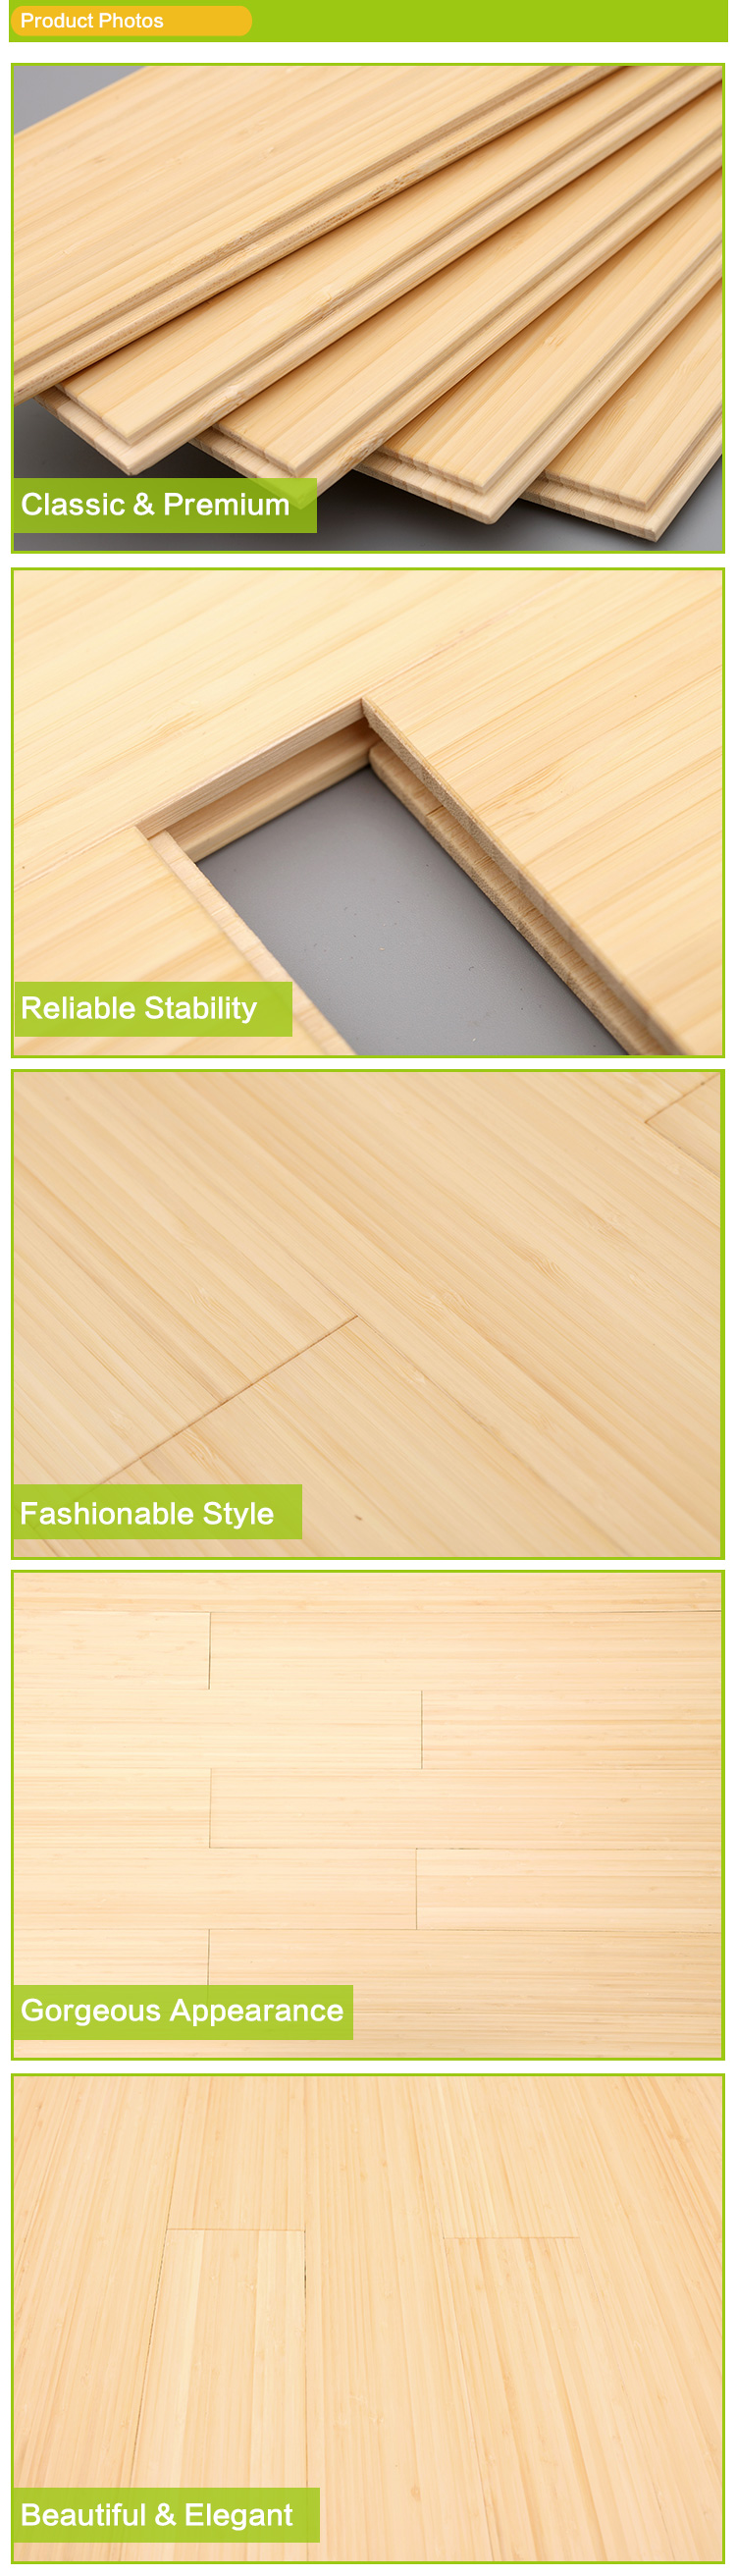 Product Photos
Classic & Premium
Reliable Stability
Fashionable Style
Gorgeous Appearance
Beautiful & Elegant